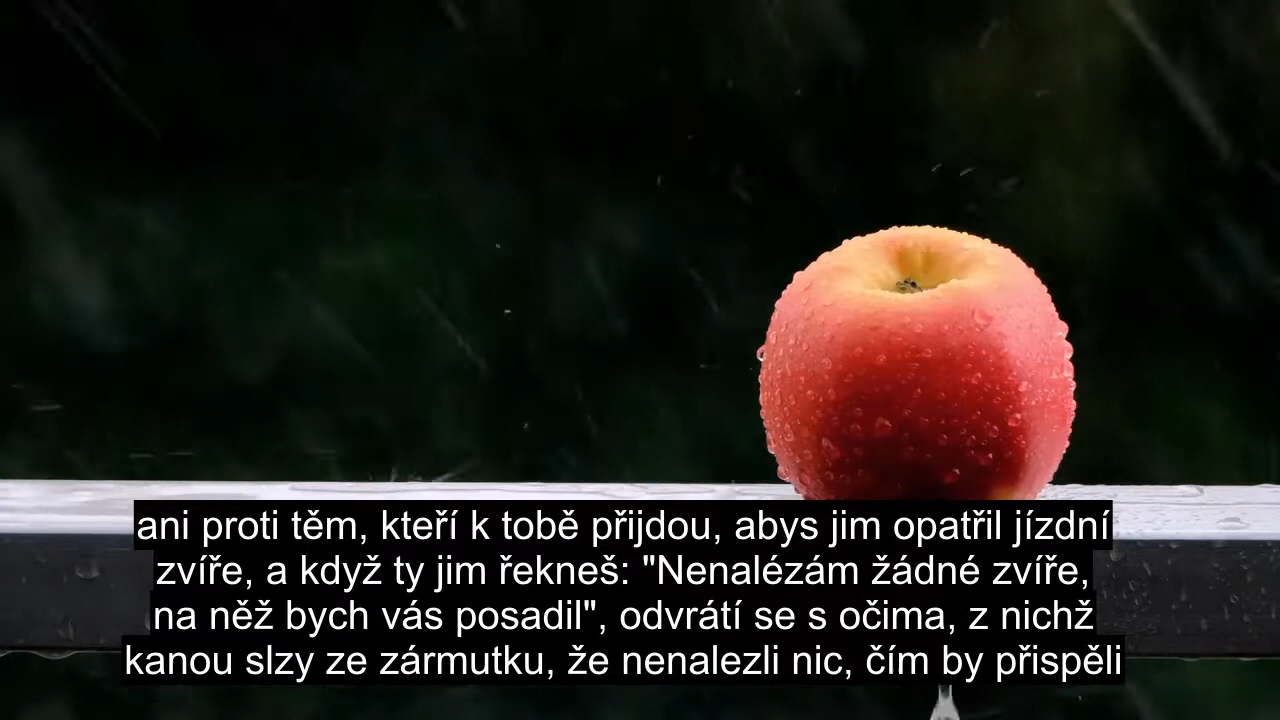 ani proti těm, kteří k tobě přijdou, abys jim opatřil jízdní
zvíře, a když ty jim řekneš: "Nenalézám žádné zvíře,
na něž bych vás posadil", odvrátí se s očima, z nichž
kanou slzy ze zármutku, že nenalezli nic, čím by přispěli